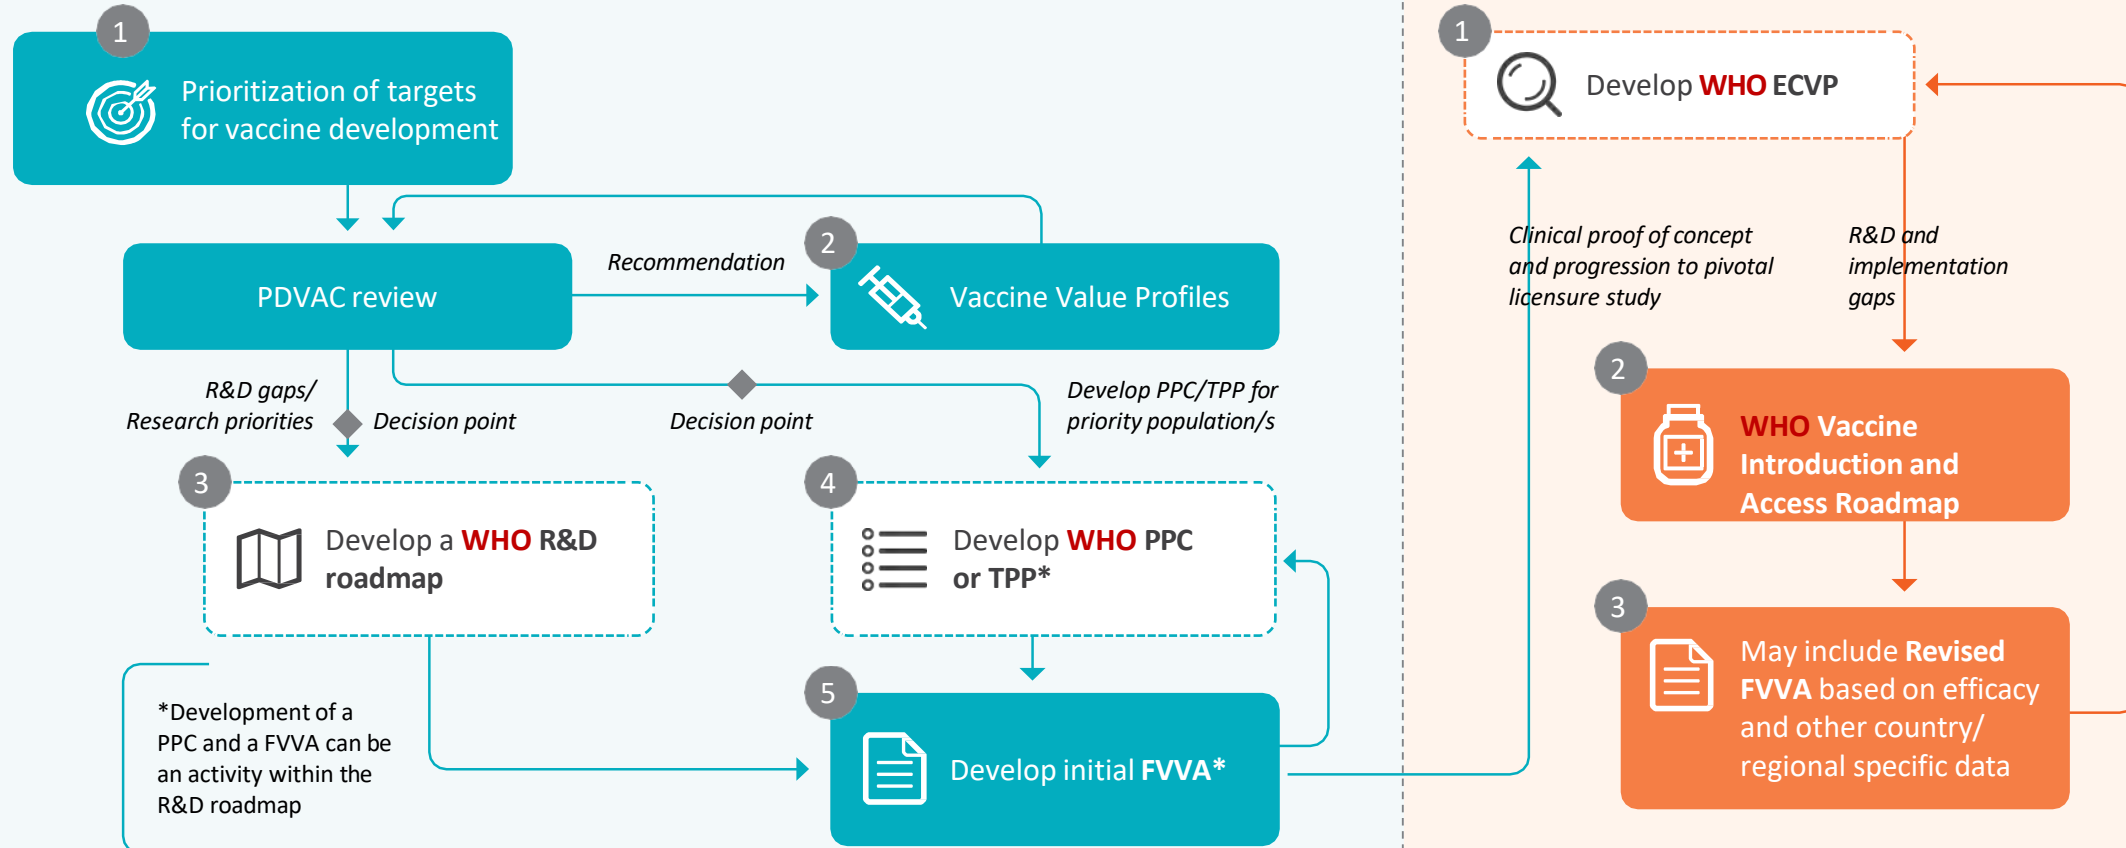 1
Prioritization of targets
for vaccine development
PDVAC review
Recommendation
2
Vaccine Value Profiles
R&D gaps/
Research priorities
Decision point
Decision point
Develop PPC/TPP for
priority population/s
3
Develop a WHO R&D
roadmap
4
Develop WHO PPC
or TPP*
*Development of a
PPC and a FVVA can be
an activity within the
R&D roadmap
5
Develop initial FVVA*
1
Develop WHO ECVP
Clinical proof of concept
and progression to pivotal
licensure study
R&D and
implementation
gaps
2
WHO Vaccine
Introduction and
Access Roadmap
3
May include Revised
FVVA based on efficacy
and other country/
regional specific data